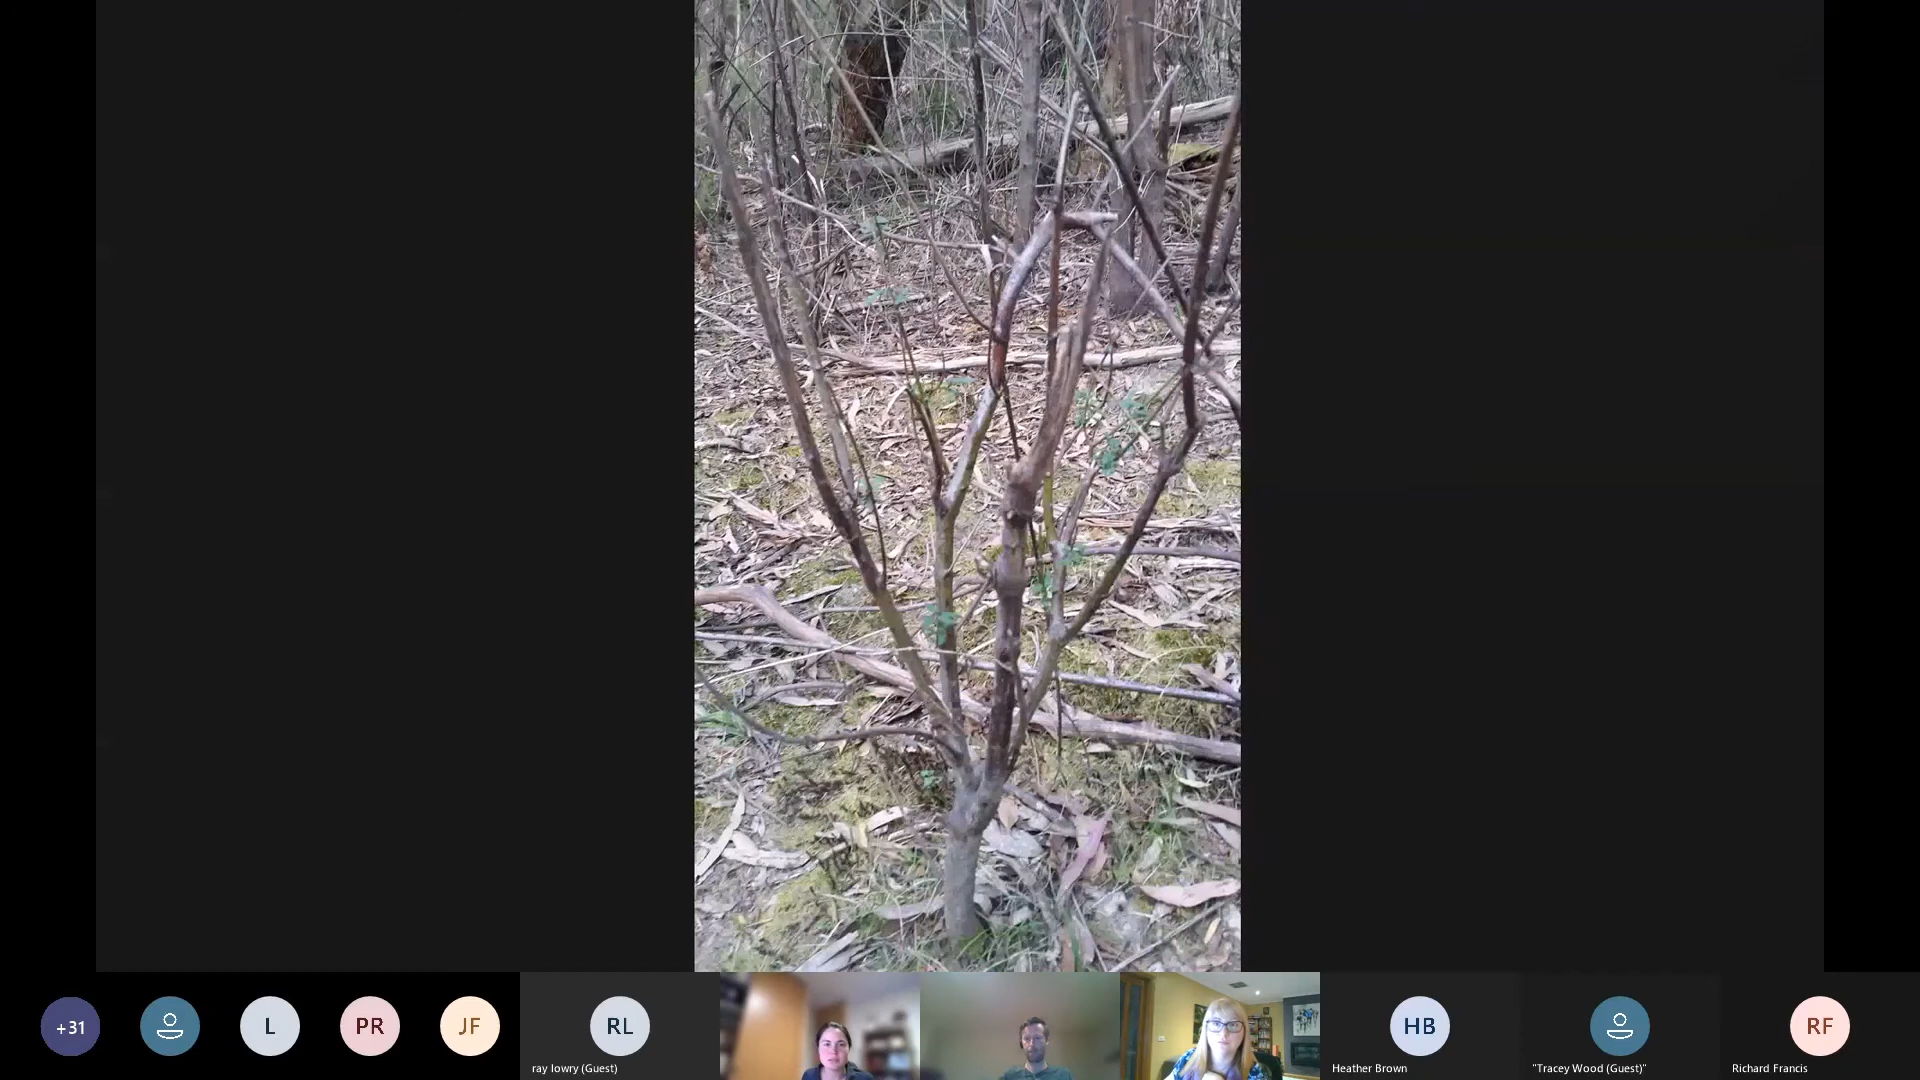 +31
L
PR
JF
RL
ray lowry (Guest)
HB
Heather Brown
"Tracey Wood (Guest)"
RF
Richard Francis